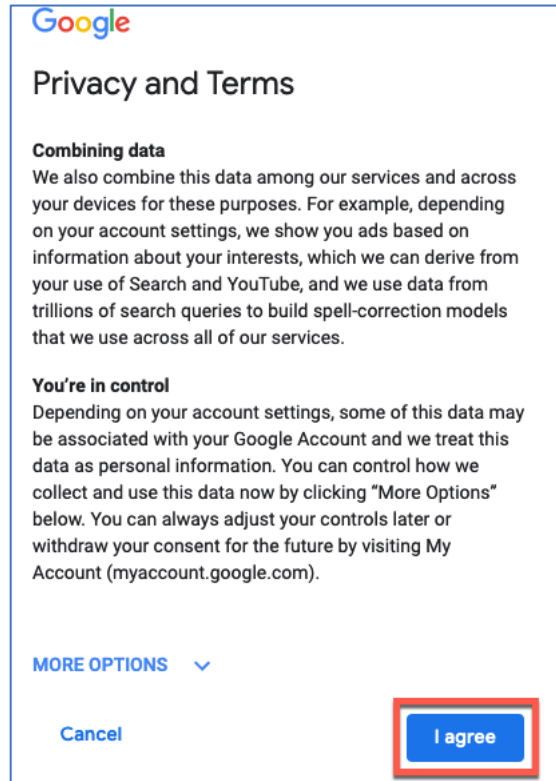 Google
Privacy and Terms
Combining data
We also combine this data among our services and across
your devices for these purposes. For example, depending
on your account settings, we show you ads based on
information about your interests, which we can derive from
your use of Search and YouTube, and we use data from
trillions of search queries to build spell-correction models
that we use across all of our services.
You’re in control
Depending on your account settings, some of this data may
be associated with your Google Account and we treat this
data as personal information. You can control how we
collect and use this data now by clicking “More Options”
below. You can always adjust your controls later or
withdraw your consent for the future by visiting My
Account (myaccount.google.com).
MORE OPTIONS
Cancel
I agree